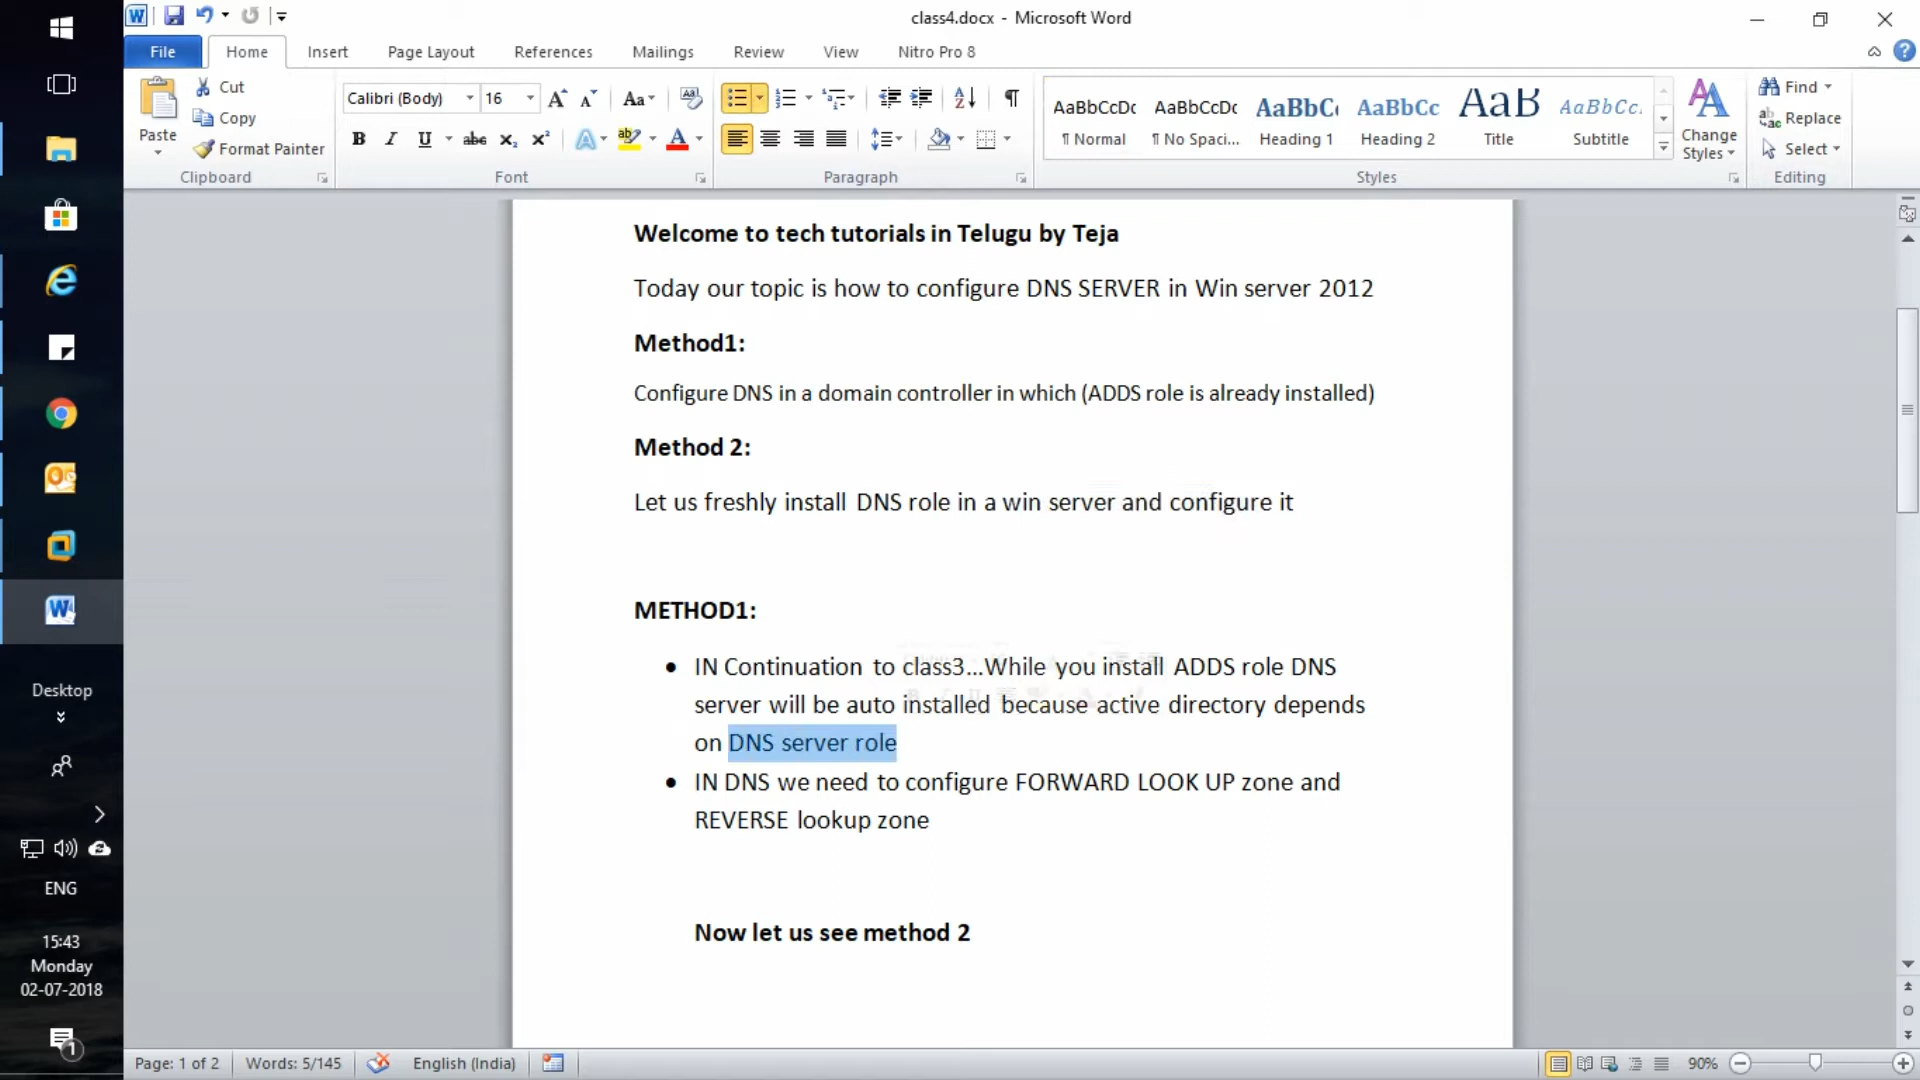 class4.docx - Microsoft Word
File Home Insert Page Layout References Mailings Review View Nitro Pro 8
Paste
Cut
Copy
Format Painter
Clipboard
Calibri (Body) 16
Font
Paragraph
AaBbCcDc AaBbCcDc AaBbC AaBbCc AaB AaBbCc.
¶ Normal ¶ No Spaci... Heading 1 Heading 2 Title Subtitle
Change
Styles
Styles
Find
Replace
Select
Editing
Welcome to tech tutorials in Telugu by Teja
Today our topic is how to configure DNS SERVER in Win server 2012
Method1:
Configure DNS in a domain controller in which (ADDS role is already installed)
Method 2:
Let us freshly install DNS role in a win server and configure it
METHOD1:
• IN Continuation to class3...While you install ADDS role DNS
server will be auto installed because active directory depends
on DNS server role
• IN DNS we need to configure FORWARD LOOK UP zone and
REVERSE lookup zone
Now let us see method 2
Desktop
ENG
15:43
Monday
02-07-2018
1
Page: 1 of 2 Words: 5/145 English (India) 90%